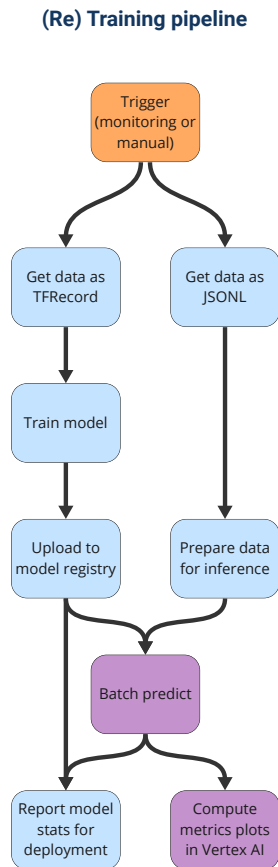 (Re) Training pipeline
Trigger
(monitoring or
manual)
Get data as
TFRecord
Get data as
JSONL
Train model
Upload to
model registry
Prepare data
for inference
Batch predict
Report model
stats for
deployment
Compute
metrics plots
in Vertex AI